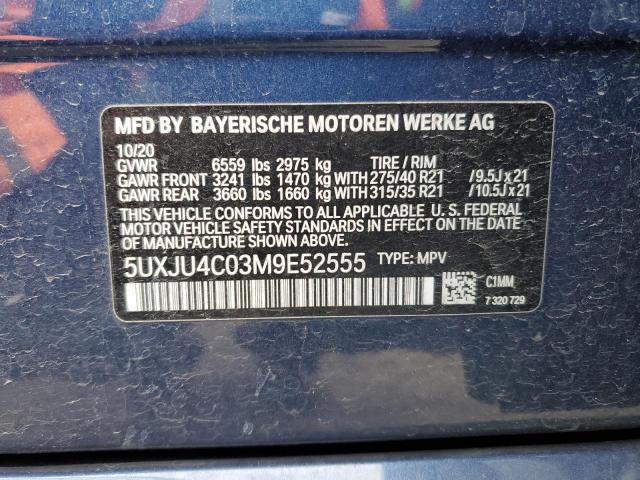 MFD BY BAYERISCHE MOTOREN WERKE AG
10/20
GVWR 6559 lbs 2975 kg TIRE / RIM
GAWR FRONT 3241 lbs 1470 kg WITH 275/40 R21 /9.5J x 21
GAWR REAR 3660 lbs 1660 kg WITH 315/35 R21 /10.5J x 21
THIS VEHICLE CONFORMS TO ALL APPLICABLE U. S. FEDERAL
MOTOR VEHICLE SAFETY STANDARDS IN EFFECT ON THE DATE
OF MANUFACTURE SHOWN ABOVE.
5UXJU4C03M9E52555 TYPE: MPV
C1MM
7 320 729